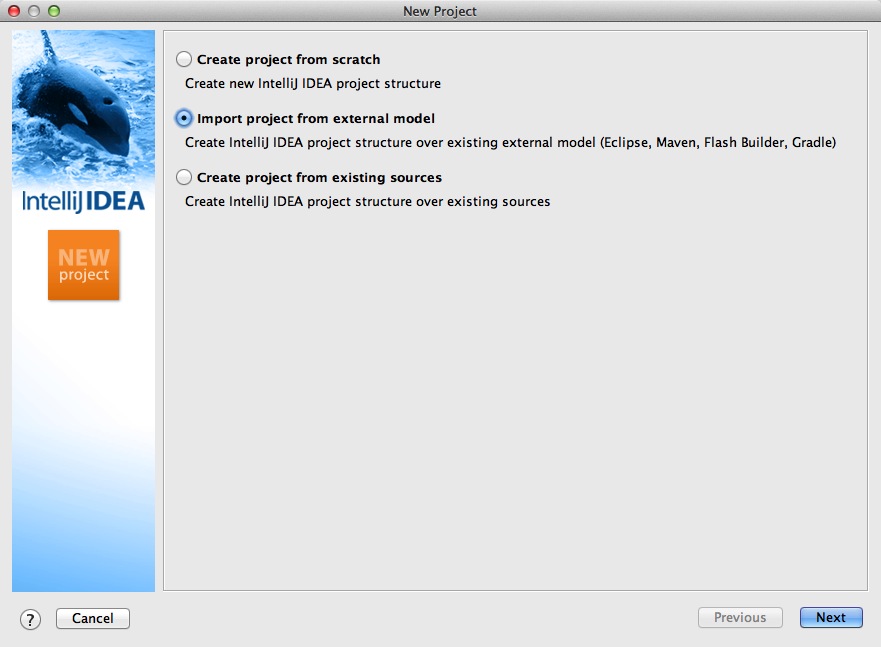 New Project
IntelliJIDEA
NEW
project
Create project from scratch
Create new IntelliJ IDEA project structure
Import project from external model
Create IntelliJ IDEA project structure over existing external model (Eclipse, Maven, Flash Builder, Gradle)
Create project from existing sources
Create IntelliJ IDEA project structure over existing sources
?
Cancel
Previous
Next